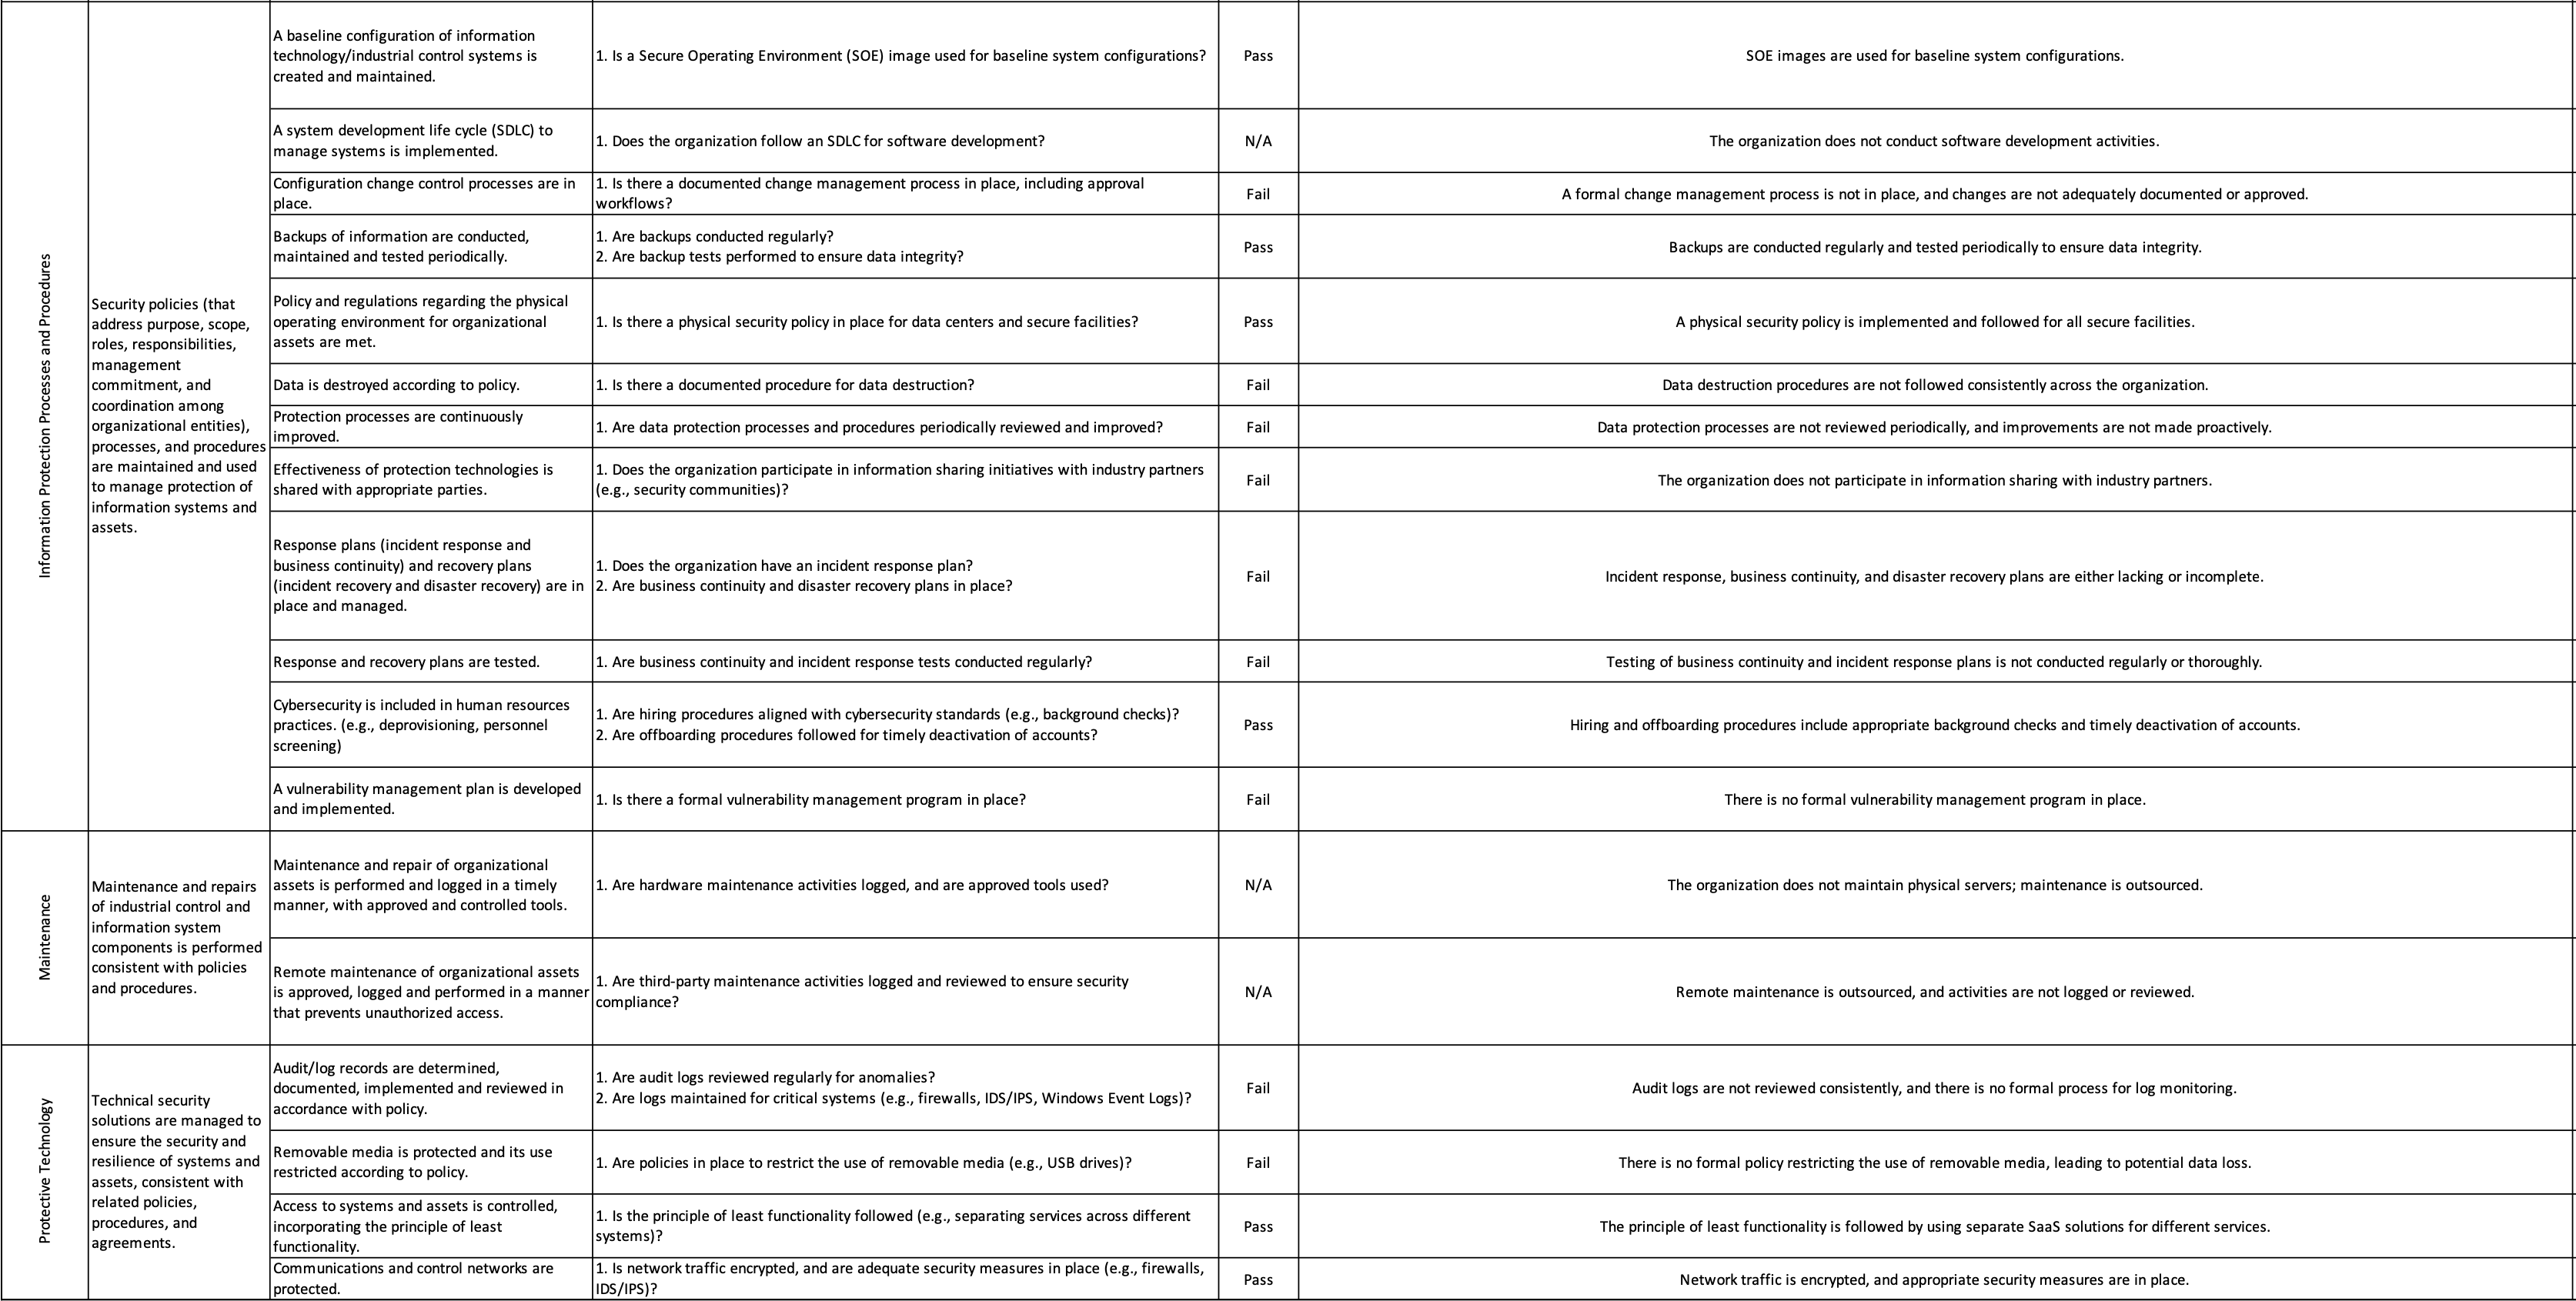 Information Protection Processes and Procedures
Security policies (that
address purpose, scope,
roles, responsibilities,
management
commitment, and
coordination among
organizational entities),
processes, and procedures
are maintained and used
to manage protection of
information systems and
assets.
A baseline configuration of information
technology/industrial control systems is
created and maintained.
1. Is a Secure Operating Environment (SOE) image used for baseline system configurations?
Pass
SOE images are used for baseline system configurations.
A system development life cycle (SDLC) to
manage systems is implemented.
1. Does the organization follow an SDLC for software development?
N/A
The organization does not conduct software development activities.
Configuration change control processes are in
place.
1. Is there a documented change management process in place, including approval
workflows?
Fail
A formal change management process is not in place, and changes are not adequately documented or approved.
Backups of information are conducted,
maintained and tested periodically.
1. Are backups conducted regularly?
2. Are backup tests performed to ensure data integrity?
Pass
Backups are conducted regularly and tested periodically to ensure data integrity.
Policy and regulations regarding the physical
operating environment for organizational
assets are met.
1. Is there a physical security policy in place for data centers and secure facilities?
Pass
A physical security policy is implemented and followed for all secure facilities.
Data is destroyed according to policy.
1. Is there a documented procedure for data destruction?
Fail
Data destruction procedures are not followed consistently across the organization.
Protection processes are continuously
improved.
1. Are data protection processes and procedures periodically reviewed and improved?
Fail
Data protection processes are not reviewed periodically, and improvements are not made proactively.
Effectiveness of protection technologies is
shared with appropriate parties.
1. Does the organization participate in information sharing initiatives with industry partners
(e.g., security communities)?
Fail
The organization does not participate in information sharing with industry partners.
Response plans (incident response and
business continuity) and recovery plans
(incident recovery and disaster recovery) are in
place and managed.
1. Does the organization have an incident response plan?
2. Are business continuity and disaster recovery plans in place?
Fail
Incident response, business continuity, and disaster recovery plans are either lacking or incomplete.
Response and recovery plans are tested.
1. Are business continuity and incident response tests conducted regularly?
Fail
Testing of business continuity and incident response plans is not conducted regularly or thoroughly.
Cybersecurity is included in human resources
practices. (e.g., deprovisioning, personnel
screening)
1. Are hiring procedures aligned with cybersecurity standards (e.g., background checks)?
2. Are offboarding procedures followed for timely deactivation of accounts?
Pass
Hiring and offboarding procedures include appropriate background checks and timely deactivation of accounts.
A vulnerability management plan is developed
and implemented.
1. Is there a formal vulnerability management program in place?
Fail
There is no formal vulnerability management program in place.
Maintenance
Maintenance and repairs
of industrial control and
information system
components is performed
consistent with policies
and procedures.
Maintenance and repair of organizational
assets is performed and logged in a timely
manner, with approved and controlled tools.
1. Are hardware maintenance activities logged, and are approved tools used?
N/A
The organization does not maintain physical servers; maintenance is outsourced.
Remote maintenance of organizational assets
is approved, logged and performed in a manner
that prevents unauthorized access.
1. Are third-party maintenance activities logged and reviewed to ensure security
compliance?
N/A
Remote maintenance is outsourced, and activities are not logged or reviewed.
Protective Technology
Technical security
solutions are managed to
ensure the security and
resilience of systems and
assets, consistent with
related policies,
procedures, and
agreements.
Audit/log records are determined,
documented, implemented and reviewed in
accordance with policy.
1. Are audit logs reviewed regularly for anomalies?
2. Are logs maintained for critical systems (e.g., firewalls, IDS/IPS, Windows Event Logs)?
Fail
Audit logs are not reviewed consistently, and there is no formal process for log monitoring.
Removable media is protected and its use
restricted according to policy.
1. Are policies in place to restrict the use of removable media (e.g., USB drives)?
Fail
There is no formal policy restricting the use of removable media, leading to potential data loss.
Access to systems and assets is controlled,
incorporating the principle of least
functionality.
1. Is the principle of least functionality followed (e.g., separating services across different
systems)?
Pass
The principle of least functionality is followed by using separate SaaS solutions for different services.
Communications and control networks are
protected.
1. Is network traffic encrypted, and are adequate security measures in place (e.g., firewalls,
IDS/IPS)?
Pass
Network traffic is encrypted, and appropriate security measures are in place.